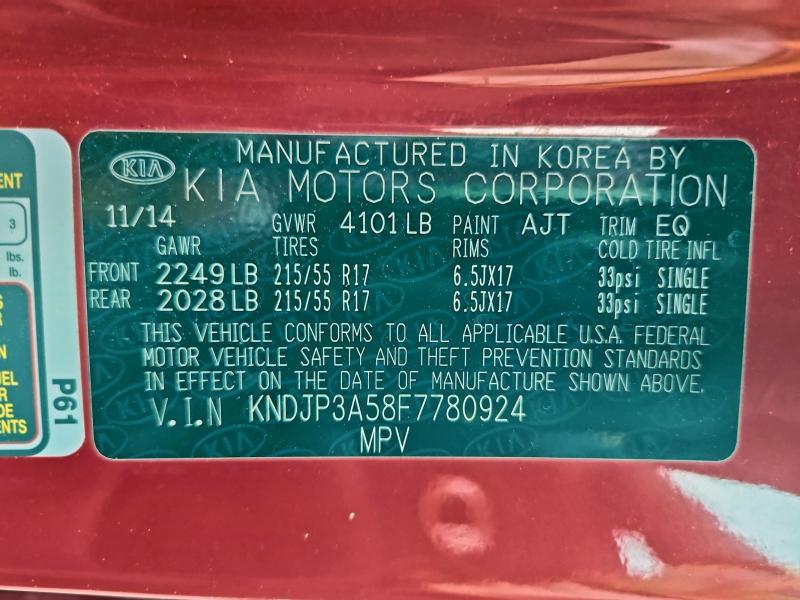 KIA
MANUFACTURED IN KOREA BY
KIA MOTORS CORPORATION
11/14 GVWR 4101 LB PAINT AJT TRIM EQ
GAWR TIRES RIMS COLD TIRE INFL
FRONT 2249 LB 215/55 R17 6.5JX17 33psi SINGLE
REAR 2028 LB 215/55 R17 6.5JX17 33psi SINGLE
THIS VEHICLE CONFORMS TO ALL APPLICABLE U.S.A. FEDERAL
MOTOR VEHICLE SAFETY AND THEFT PREVENTION STANDARDS
IN EFFECT ON THE DATE OF MANUFACTURE SHOWN ABOVE.
V.I.N KNDJP3A58F7780924
MPV
3
lbs.
lb.
P61